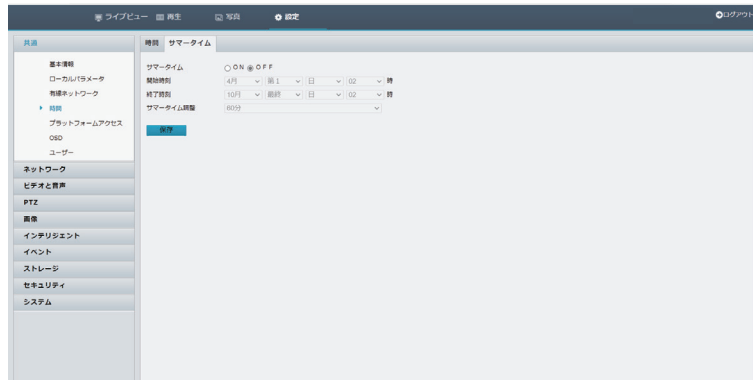 ライブビュー 再生 写真 設定 ログアウト
共通
時間 サマータイム
基本情報
ローカルパラメータ
有線ネットワーク
時間
プラットフォームアクセス
OSD
ユーザー
ネットワーク
ビデオと音声
PTZ
画像
インテリジェント
イベント
ストレージ
セキュリティ
システム
サマータイム ON OFF
開始時刻 4月 第1 日 02 時
終了時刻 10月 最終 日 02 時
サマータイム調整 60分
保存